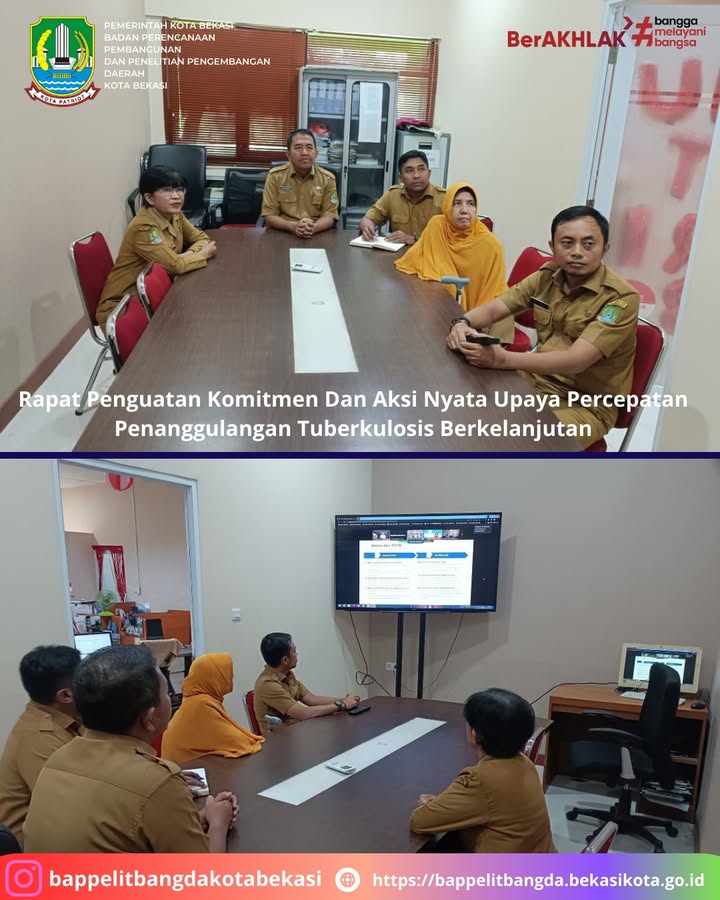 PEMERINTAH KOTA BEKASI
BADAN PERENCANAAN
PEMBANGUNAN
DAN PENELITIAN PENGEMBANGAN
DAERAH
KOTA BEKASI
KOTA PATRIOT
BerAKHLAK
#bangga
melayani
bangsa
Rapat Penguatan Komitmen Dan Aksi Nyata Upaya Percepatan
Penanggulangan Tuberkulosis Berkelanjutan
bappelitbangdakotabekasi
https://bappelitbangda.bekasikota.go.id